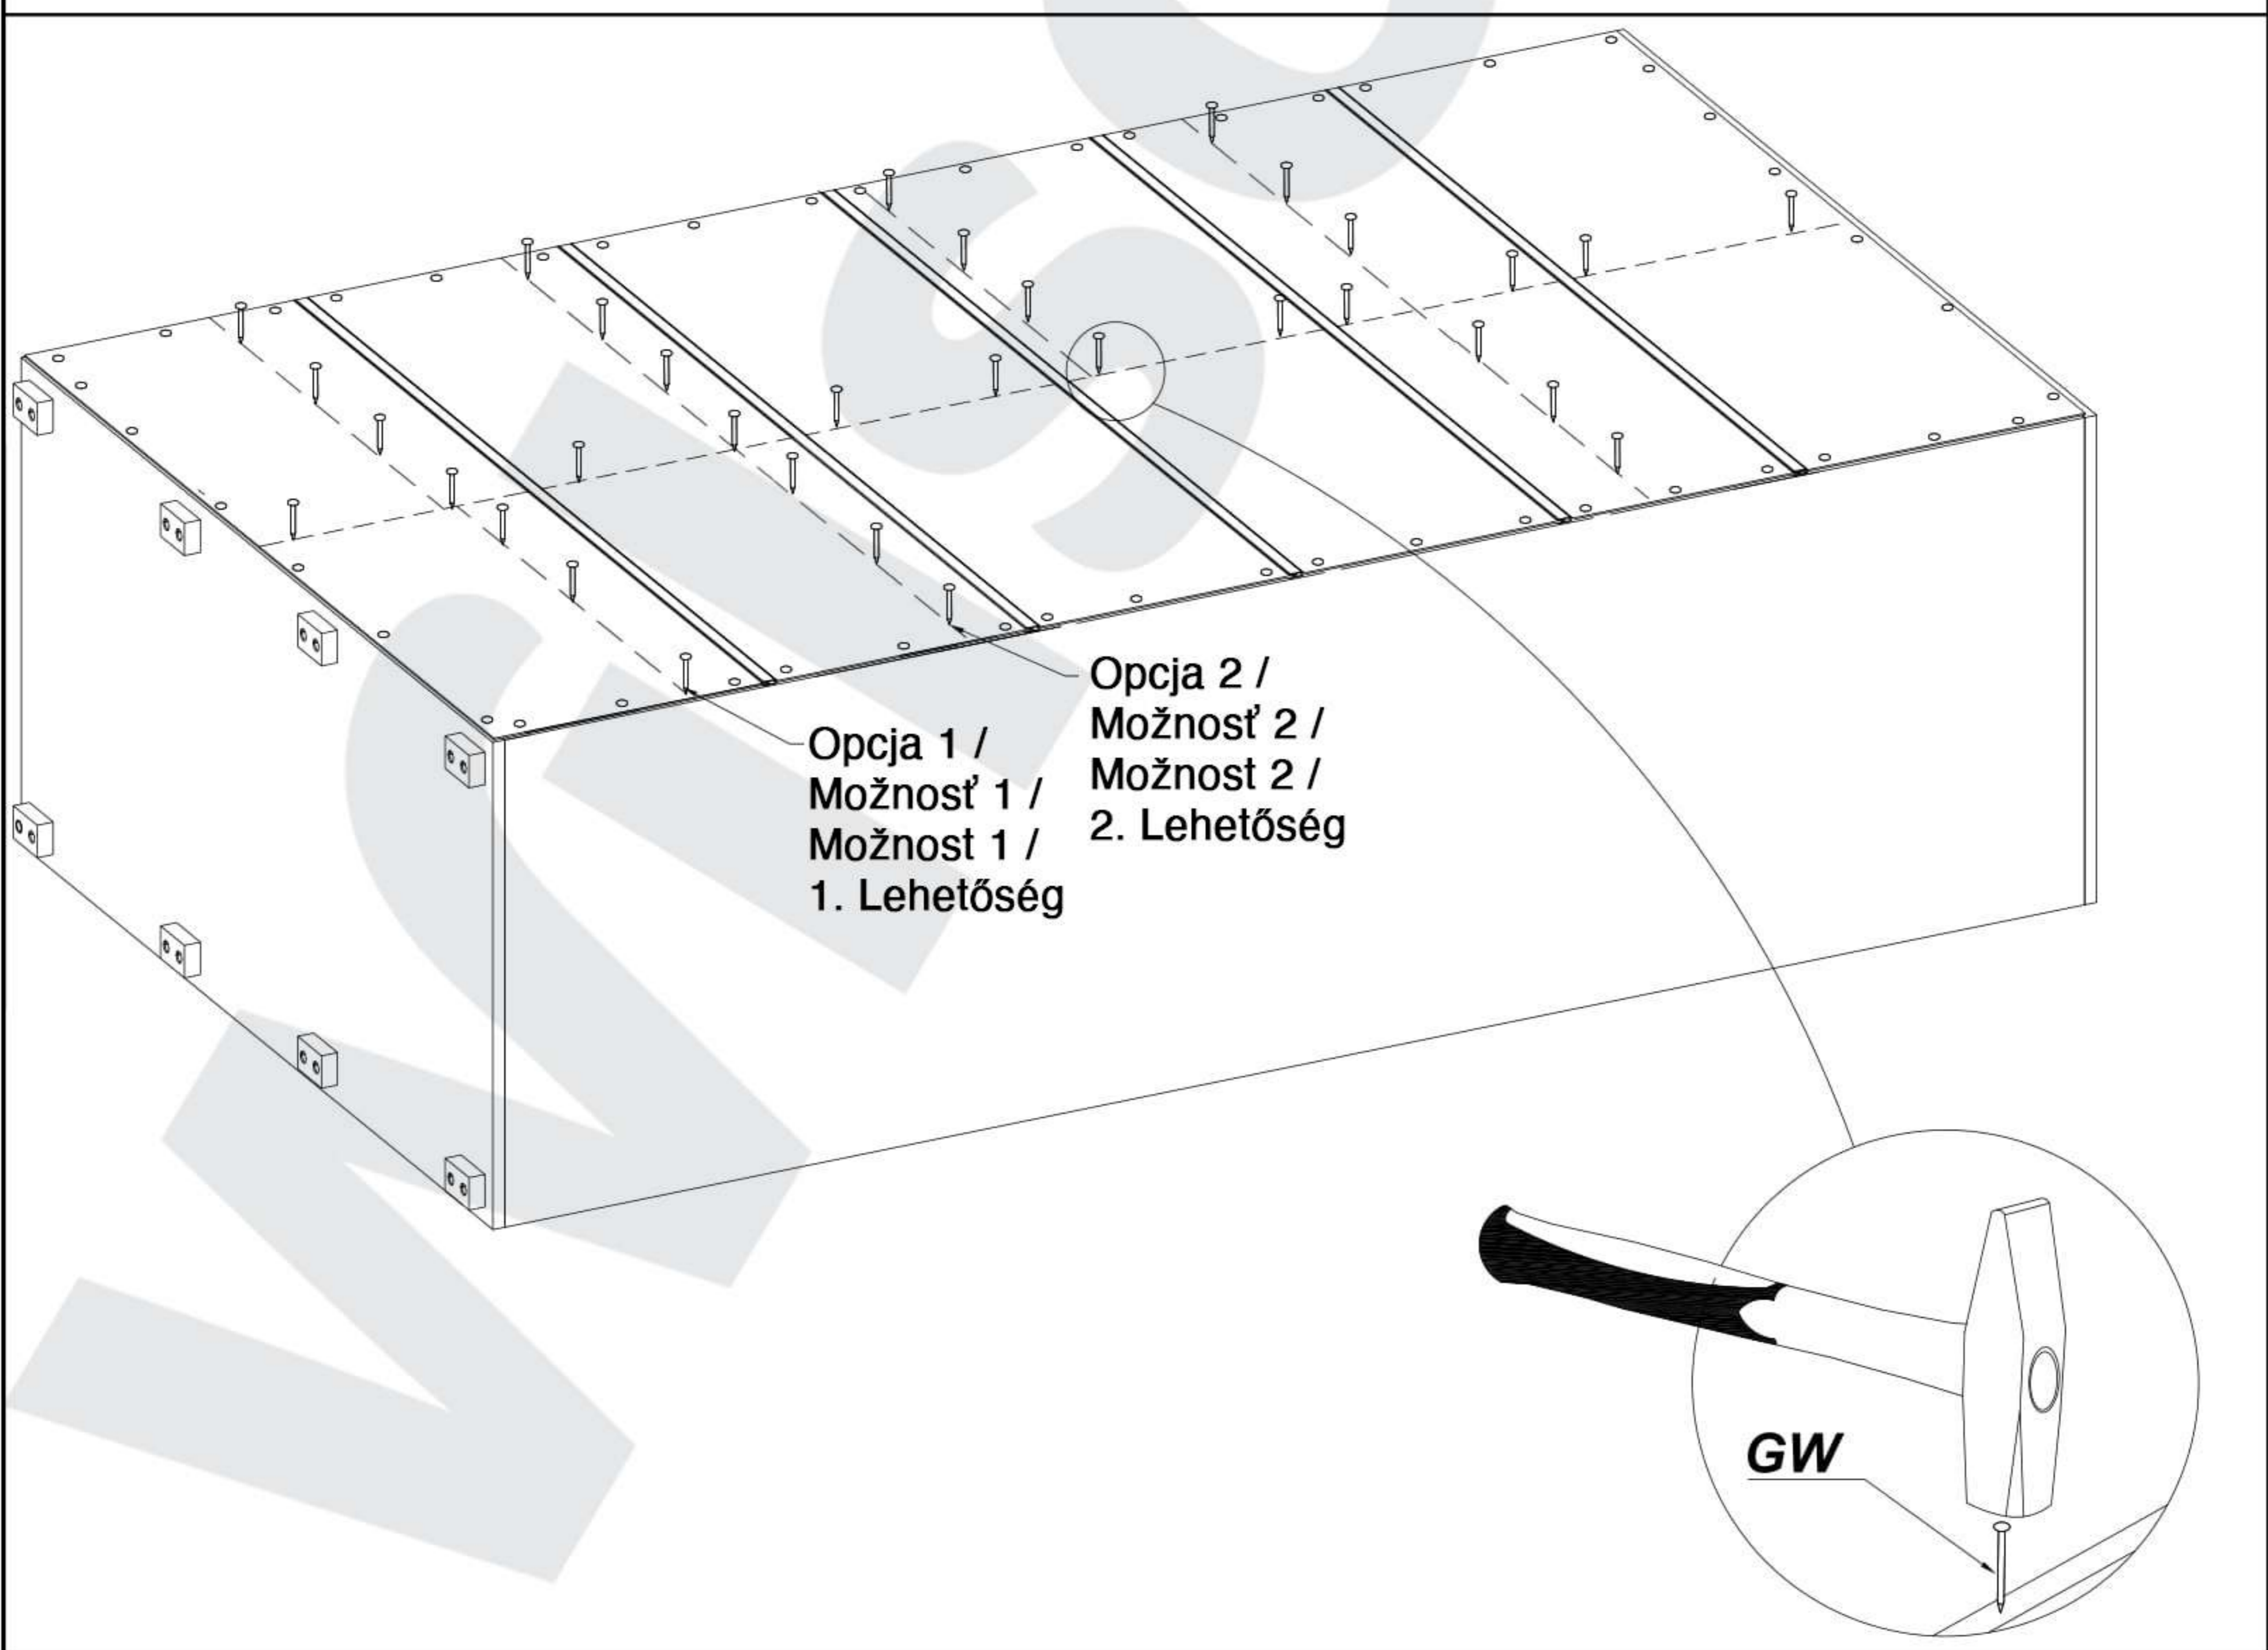 Opcja 1 /
Možnosť 1 /
Možnost 1 /
1. Lehetőség
Opcja 2 /
Možnosť 2 /
Možnost 2 /
2. Lehetőség
GW